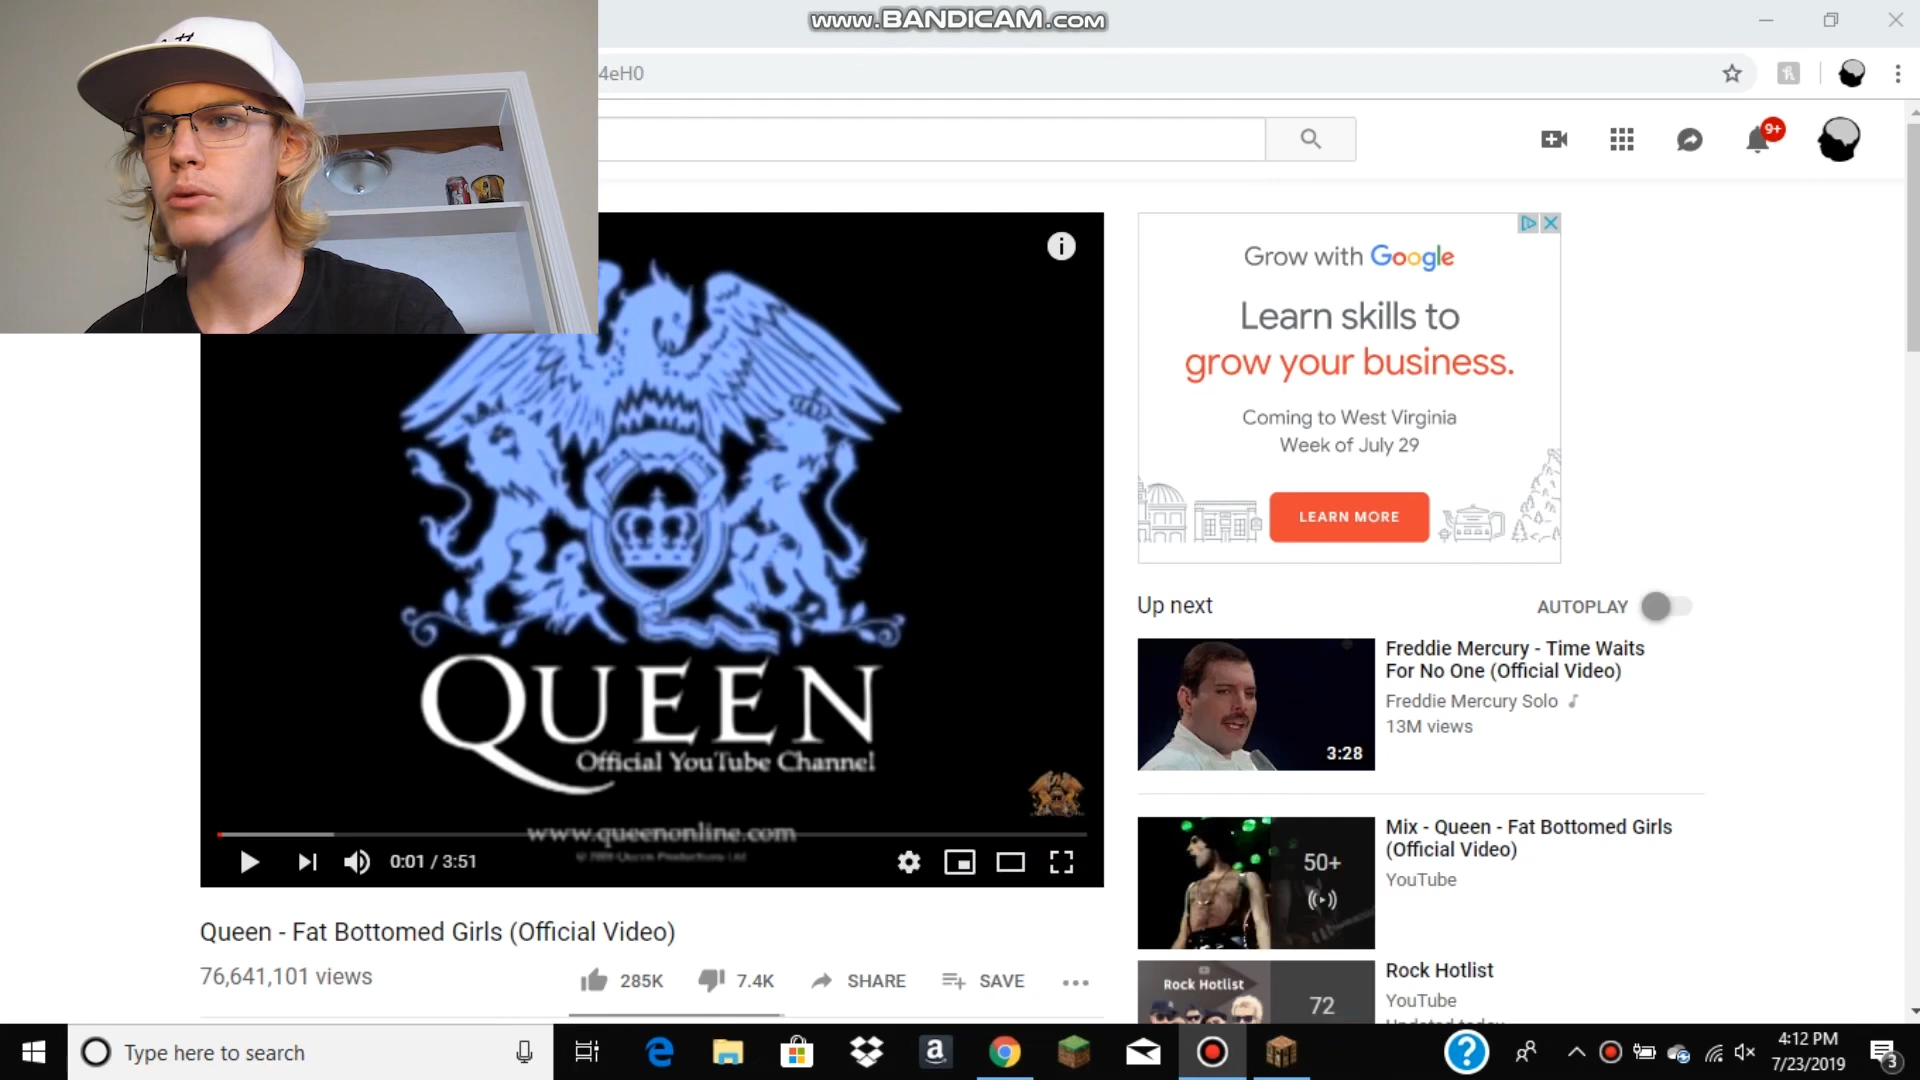 www.BANDICAM.com
4eH0
9+
Grow with Google
Learn skills to
grow your business.
Coming to West Virginia
Week of July 29
LEARN MORE
QUEEN
Official YouTube Channel
www.queenonline.com
0:01 / 3:51
Queen - Fat Bottomed Girls (Official Video)
76,641,101 views
285K
7.4K
SHARE
SAVE
Up next
AUTOPLAY
3:28
Freddie Mercury - Time Waits
For No One (Official Video)
Freddie Mercury Solo
13M views
50+
Mix - Queen - Fat Bottomed Girls
(Official Video)
YouTube
Rock Hotlist
72
Rock Hotlist
YouTube
Updated today
Type here to search
4:12 PM
7/23/2019
3